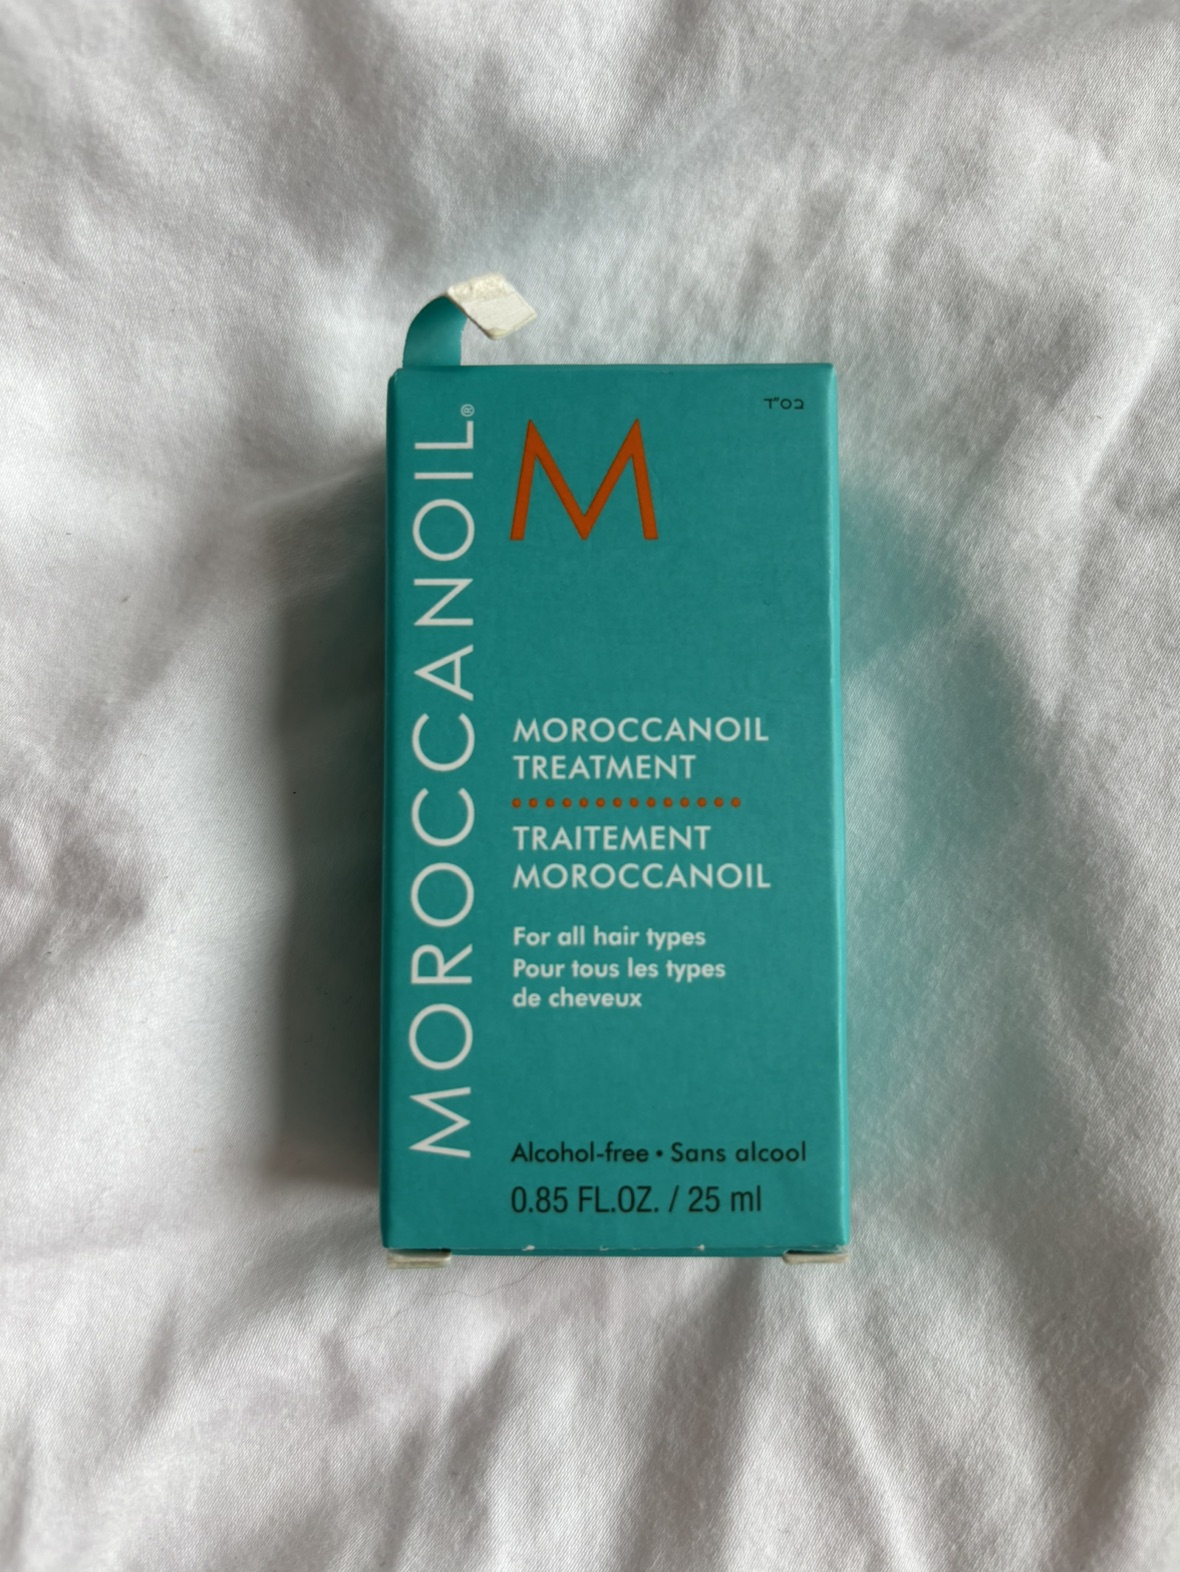 MOROCCANOIL®
M
בס"ד
MOROCCANOIL
TREATMENT
TRAITEMENT
MOROCCANOIL
For all hair types
Pour tous les types
de cheveux
Alcohol-free • Sans alcool
0.85 FL.OZ. / 25 ml